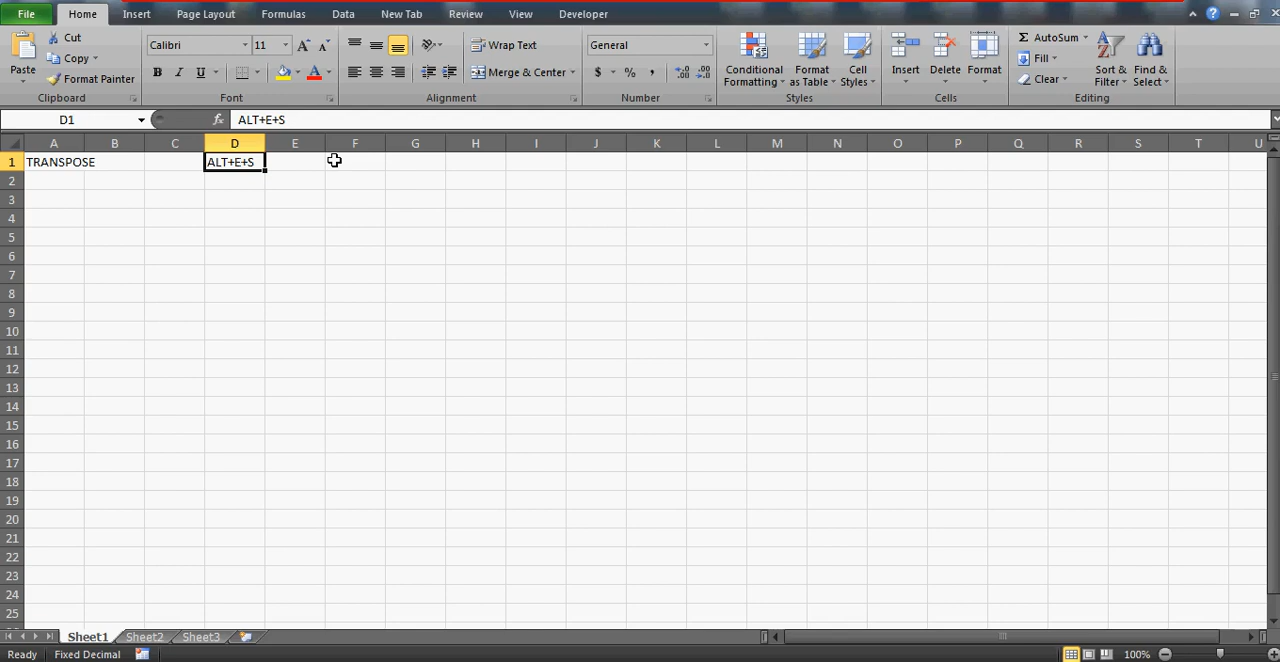 File Home Insert Page Layout Formulas Data New Tab Review View Developer
Paste Cut Copy Format Painter Clipboard
Calibri 11 A A B I U A Font
Wrap Text Merge & Center Alignment
General $ % , .0 .00 .00 .0 Number
Conditional Formatting Format as Table Cell Styles Styles
Insert Delete Format Cells
Σ AutoSum Fill Clear Sort & Filter Find & Select Editing
D1 fx ALT+E+S
A B C D E F G H I J K L M N O P Q R S T U
1 TRANSPOSE ALT+E+S
2
3
4
5
6
7
8
9
10
11
12
13
14
15
16
17
18
19
20
21
22
23
24
25
Sheet1 Sheet2 Sheet3
Ready Fixed Decimal 100%